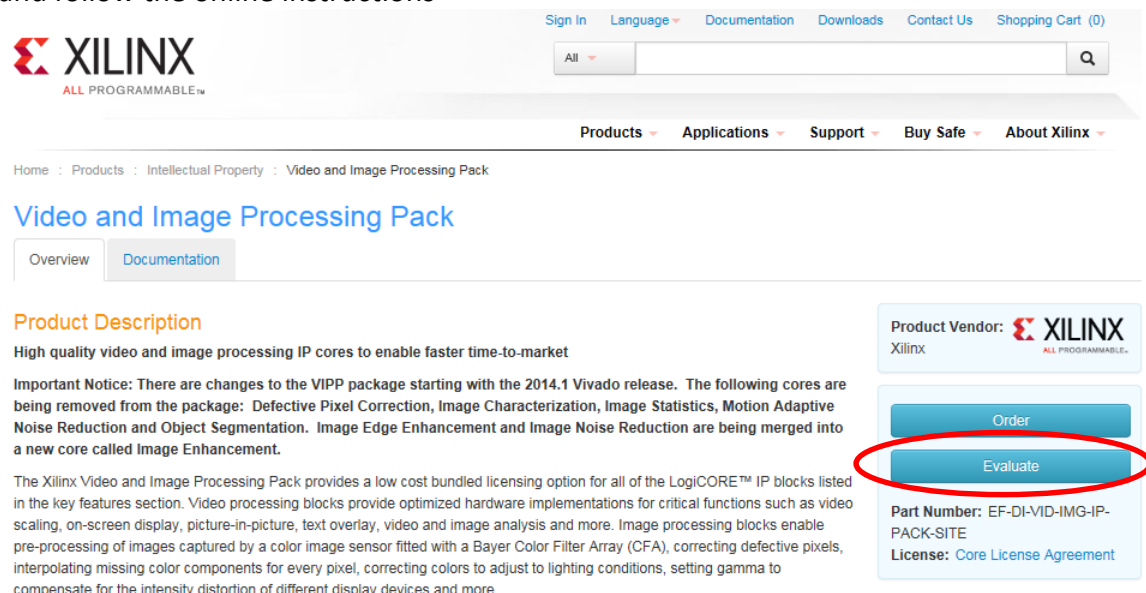 and follow the online instructions
Sign In Language Documentation Downloads Contact Us Shopping Cart (0)
XILINX
ALL PROGRAMMABLE™
All
Products Applications Support Buy Safe About Xilinx
Home : Products : Intellectual Property : Video and Image Processing Pack
Video and Image Processing Pack
Overview Documentation
Product Description
High quality video and image processing IP cores to enable faster time-to-market
Important Notice: There are changes to the VIPP package starting with the 2014.1 Vivado release. The following cores are
being removed from the package: Defective Pixel Correction, Image Characterization, Image Statistics, Motion Adaptive
Noise Reduction and Object Segmentation. Image Edge Enhancement and Image Noise Reduction are being merged into
a new core called Image Enhancement.
The Xilinx Video and Image Processing Pack provides a low cost bundled licensing option for all of the LogiCORE™ IP blocks listed
in the key features section. Video processing blocks provide optimized hardware implementations for critical functions such as video
scaling, on-screen display, picture-in-picture, text overlay, video and image analysis and more. Image processing blocks enable
pre-processing of images captured by a color image sensor fitted with a Bayer Color Filter Array (CFA), correcting defective pixels,
interpolating missing color components for every pixel, correcting colors to adjust to lighting conditions, setting gamma to
compensate for the intensity distortion of different display devices and more
Product Vendor:
Xilinx
XILINX
ALL PROGRAMMABLE™
Order
Evaluate
Part Number: EF-DI-VID-IMG-IP-
PACK-SITE
License: Core License Agreement